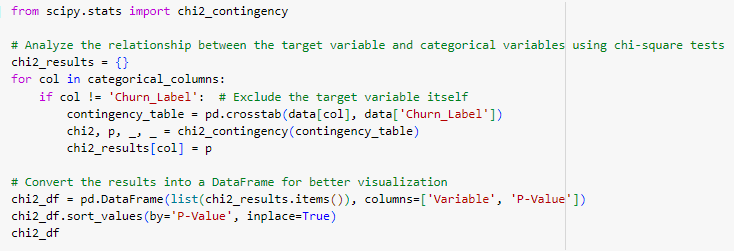 from scipy.stats import chi2_contingency
# Analyze the relationship between the target variable and categorical variables using chi-square tests
chi2_results = {}
for col in categorical_columns:
    if col != 'Churn_Label':  # Exclude the target variable itself
        contingency_table = pd.crosstab(data[col], data['Churn_Label'])
        chi2, p, _, _ = chi2_contingency(contingency_table)
        chi2_results[col] = p
# Convert the results into a DataFrame for better visualization
chi2_df = pd.DataFrame(list(chi2_results.items()), columns=['Variable', 'P-Value'])
chi2_df.sort_values(by='P-Value', inplace=True)
chi2_df